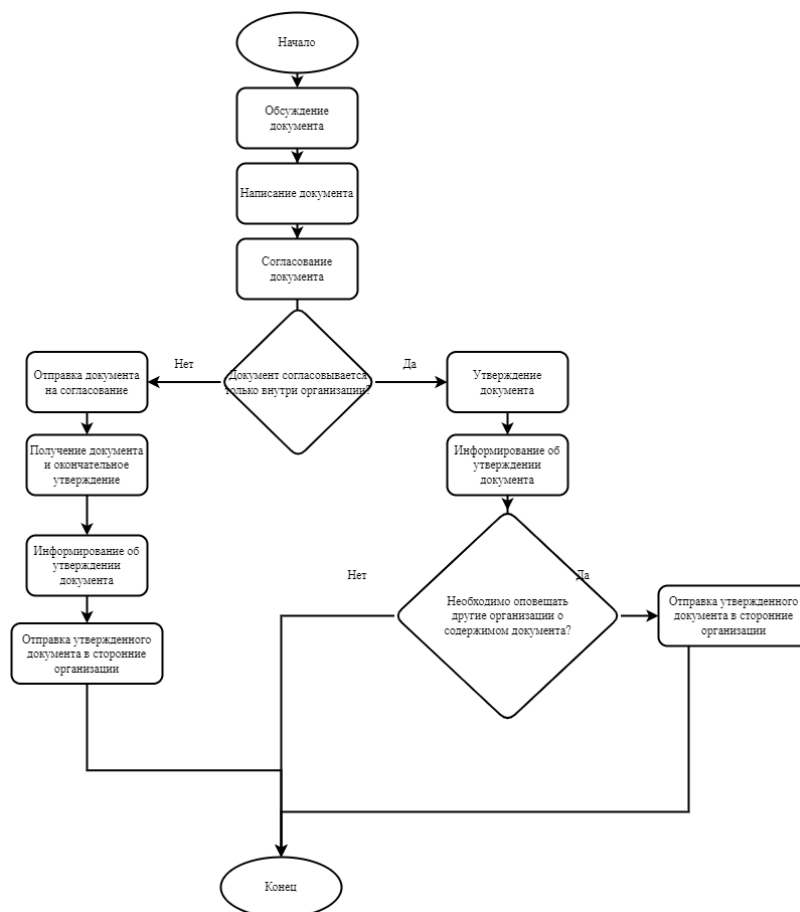 Начало
Обсуждение
документа
Написание документа
Согласование
документа
Нет
Документ согласовывается
только внутри организации?
Да
Отправка документа
на согласование
Утверждение
документа
Получение документа
и окончательное
утверждение
Информирование об
утверждении
документа
Информирование об
утверждении
документа
Нет
Необходимо оповещать
другие организации о
содержимом документа?
Да
Отправка утвержденного
документа в сторонние
организации
Отправка утвержденного
документа в сторонние
организации
Конец